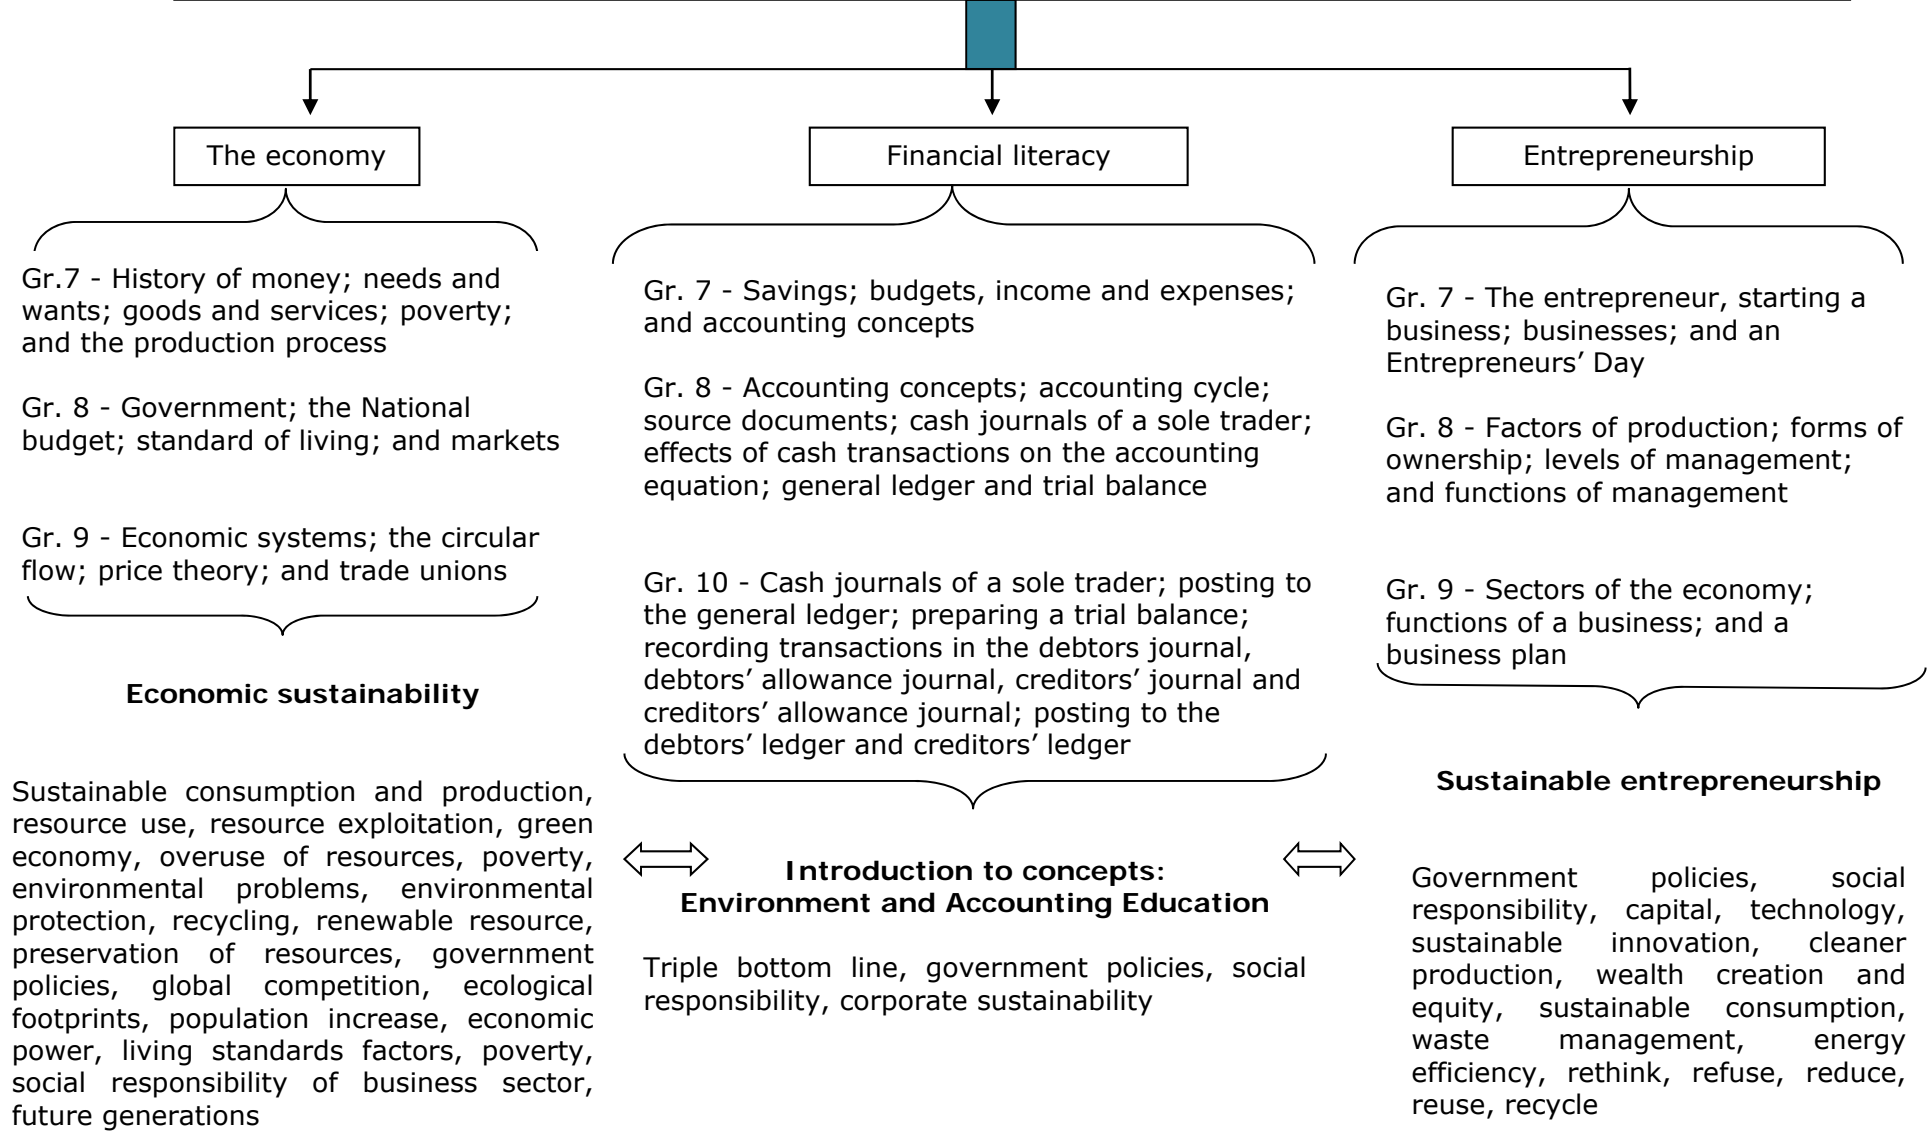 The economy
Gr.7 - History of money; needs and
wants; goods and services; poverty;
and the production process
Gr. 8 - Government; the National
budget; standard of living; and markets
Gr. 9 - Economic systems; the circular
flow; price theory; and trade unions
Economic sustainability
Sustainable consumption and production,
resource use, resource exploitation, green
economy, overuse of resources, poverty,
environmental problems, environmental
protection, recycling, renewable resource,
preservation of resources, government
policies, global competition, ecological
footprints, population increase, economic
power, living standards factors, poverty,
social responsibility of business sector,
future generations
Financial literacy
Gr. 7 - Savings; budgets, income and expenses;
and accounting concepts
Gr. 8 - Accounting concepts; accounting cycle;
source documents; cash journals of a sole trader;
effects of cash transactions on the accounting
equation; general ledger and trial balance
Gr. 10 - Cash journals of a sole trader; posting to
the general ledger; preparing a trial balance;
recording transactions in the debtors journal,
debtors’ allowance journal, creditors’ journal and
creditors’ allowance journal; posting to the
debtors’ ledger and creditors’ ledger
Introduction to concepts:
Environment and Accounting Education
Triple bottom line, government policies, social
responsibility, corporate sustainability
Entrepreneurship
Gr. 7 - The entrepreneur, starting a
business; businesses; and an
Entrepreneurs’ Day
Gr. 8 - Factors of production; forms of
ownership; levels of management;
and functions of management
Gr. 9 - Sectors of the economy;
functions of a business; and a
business plan
Sustainable entrepreneurship
Government policies, social
responsibility, capital, technology,
sustainable innovation, cleaner
production, wealth creation and
equity, sustainable consumption,
waste management, energy
efficiency, rethink, refuse, reduce,
reuse, recycle